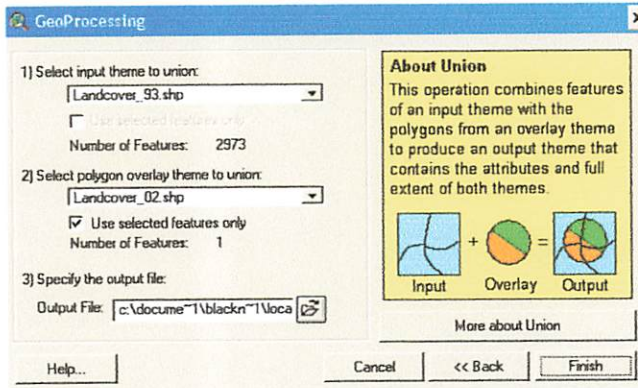 GeoProcessing
1) Select input theme to union:
Landcover_93.shp
Use selected features only
Number of Features: 2973
2) Select polygon overlay theme to union:
Landcover_02.shp
Use selected features only
Number of Features: 1
3) Specify the output file:
Output File: c:\docume~1\blackn~1\loca
About Union
This operation combines features
of an input theme with the
polygons from an overlay theme
to produce an output theme that
contains the attributes and full
extent of both themes.
+ =
Input Overlay Output
More about Union
Help... Cancel << Back Finish